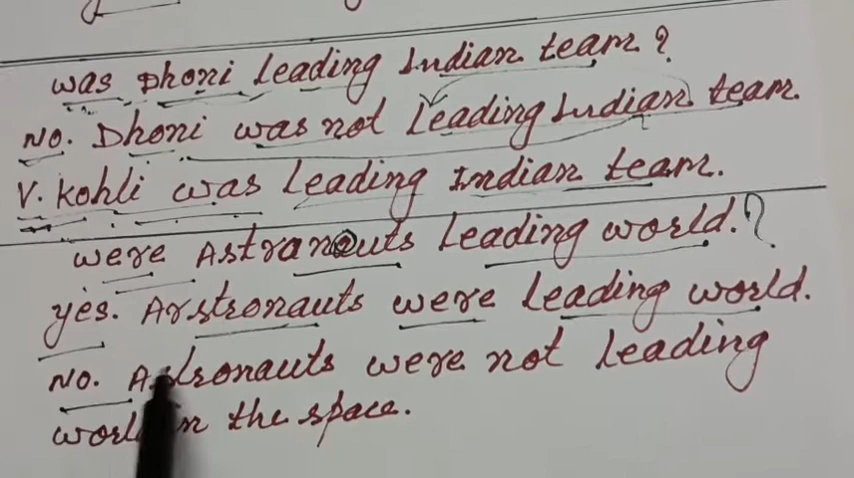 was Dhoni leading Indian team?
No. Dhoni was not leading Indian team.
V. Kohli was leading Indian team.
were Astranauts leading world.?
yes. Arstronauts were leading world.
No. Astronauts were not leading
world in the space.